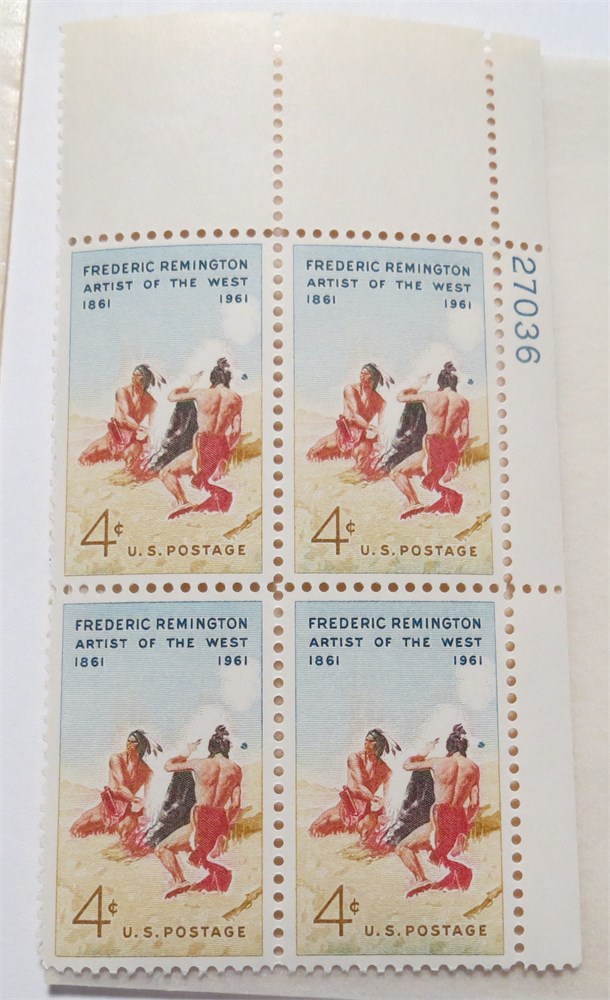 FREDERIC REMINGTON
ARTIST OF THE WEST
1861 1961
4¢ U.S. POSTAGE
FREDERIC REMINGTON
ARTIST OF THE WEST
1861 1961
4¢ U.S. POSTAGE
27036
FREDERIC REMINGTON
ARTIST OF THE WEST
1861 1961
4¢ U.S. POSTAGE
FREDERIC REMINGTON
ARTIST OF THE WEST
1861 1961
4¢ U.S. POSTAGE